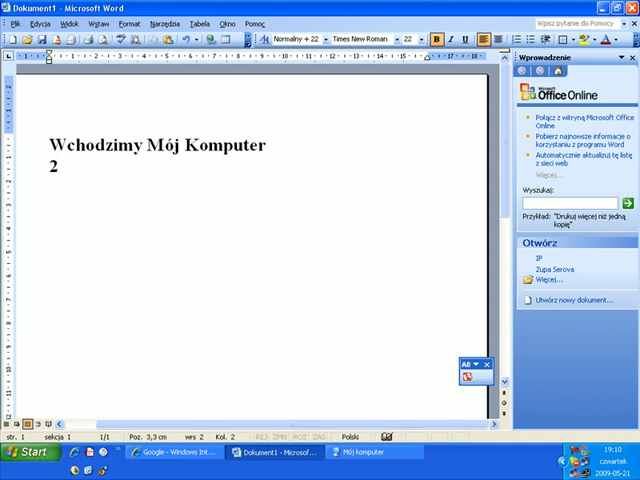 Dokument1 - Microsoft Word
Plik Edycja Widok Wstaw Format Narzędzia Tabela Okno Pomoc
Wpisz pytanie do Pomocy
Normalny + 22 Times New Roman 22 B I U
Wprowadzenie
Microsoft
Office Online
Połącz z witryną Microsoft Office
Online
Pobierz najnowsze informacje o
korzystaniu z programu Word
Automatycznie aktualizuj tę listę
z sieci web
Więcej...
Wyszukaj:
Przykład: "Drukuj więcej niż jedną
kopię"
Otwórz
IP
Zupa Serova
Więcej...
Utwórz nowy dokument...
Wchodzimy Mój Komputer
2
str. 1 sekcja 1 1/1 Poz. 3,3 cm wrs 2 Kol. 2 REJ ZMN ROZ ZAS Polski
Start
Google - Windows Int...
Dokument1 - Microsof...
Mój komputer
19:10
czwartek
2009-05-21